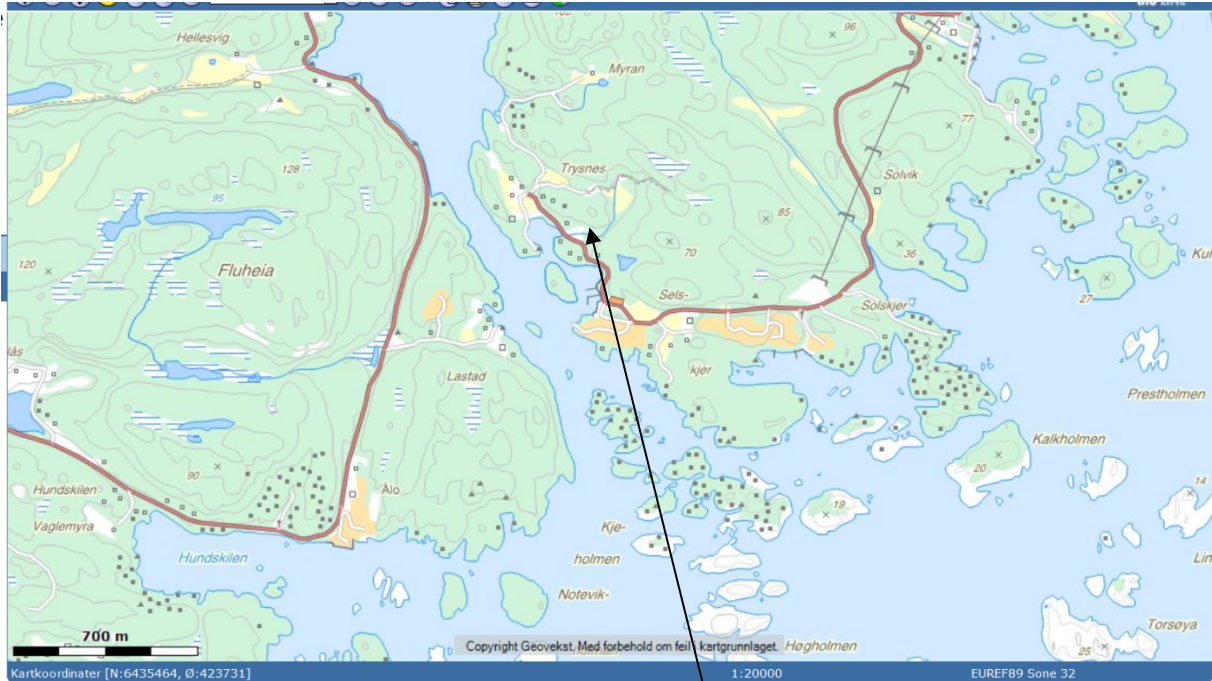 96
Hellesvig
Myran
77
128
Trysnes
Solvik
95
85
120
Fluheia
70
36
Sels-
27
Solskjer
Lastad
kjer
Prestholmen
Kalkholmen
90
20
Hundskilen
Ålo
14
Vaglemyra
19
Kje-
Hundskilen
holmen
Notevik-
Torsøya
700 m
Copyright Geovekst. Med forbehold om feil i kartgrunnlaget.
Høgholmen
25
Kartkoordinater [N:6435464, Ø:423731] 1:20000 EUREF89 Sone 32